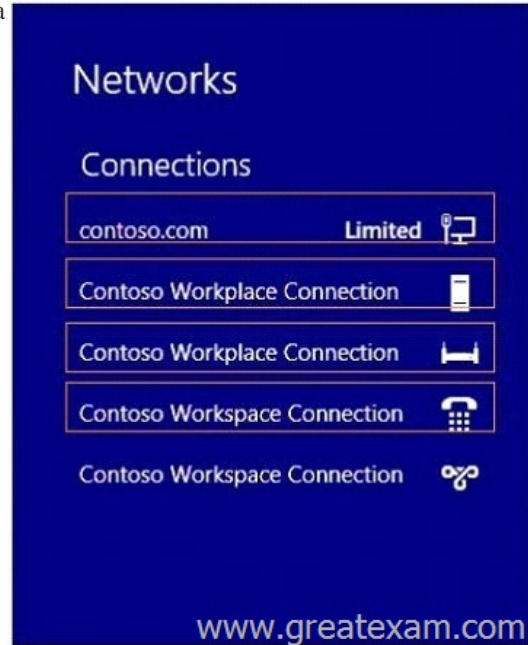 a
Networks
Connections
contoso.com Limited
Contoso Workplace Connection
Contoso Workplace Connection
Contoso Workspace Connection
Contoso Workspace Connection
www.greatexam.com